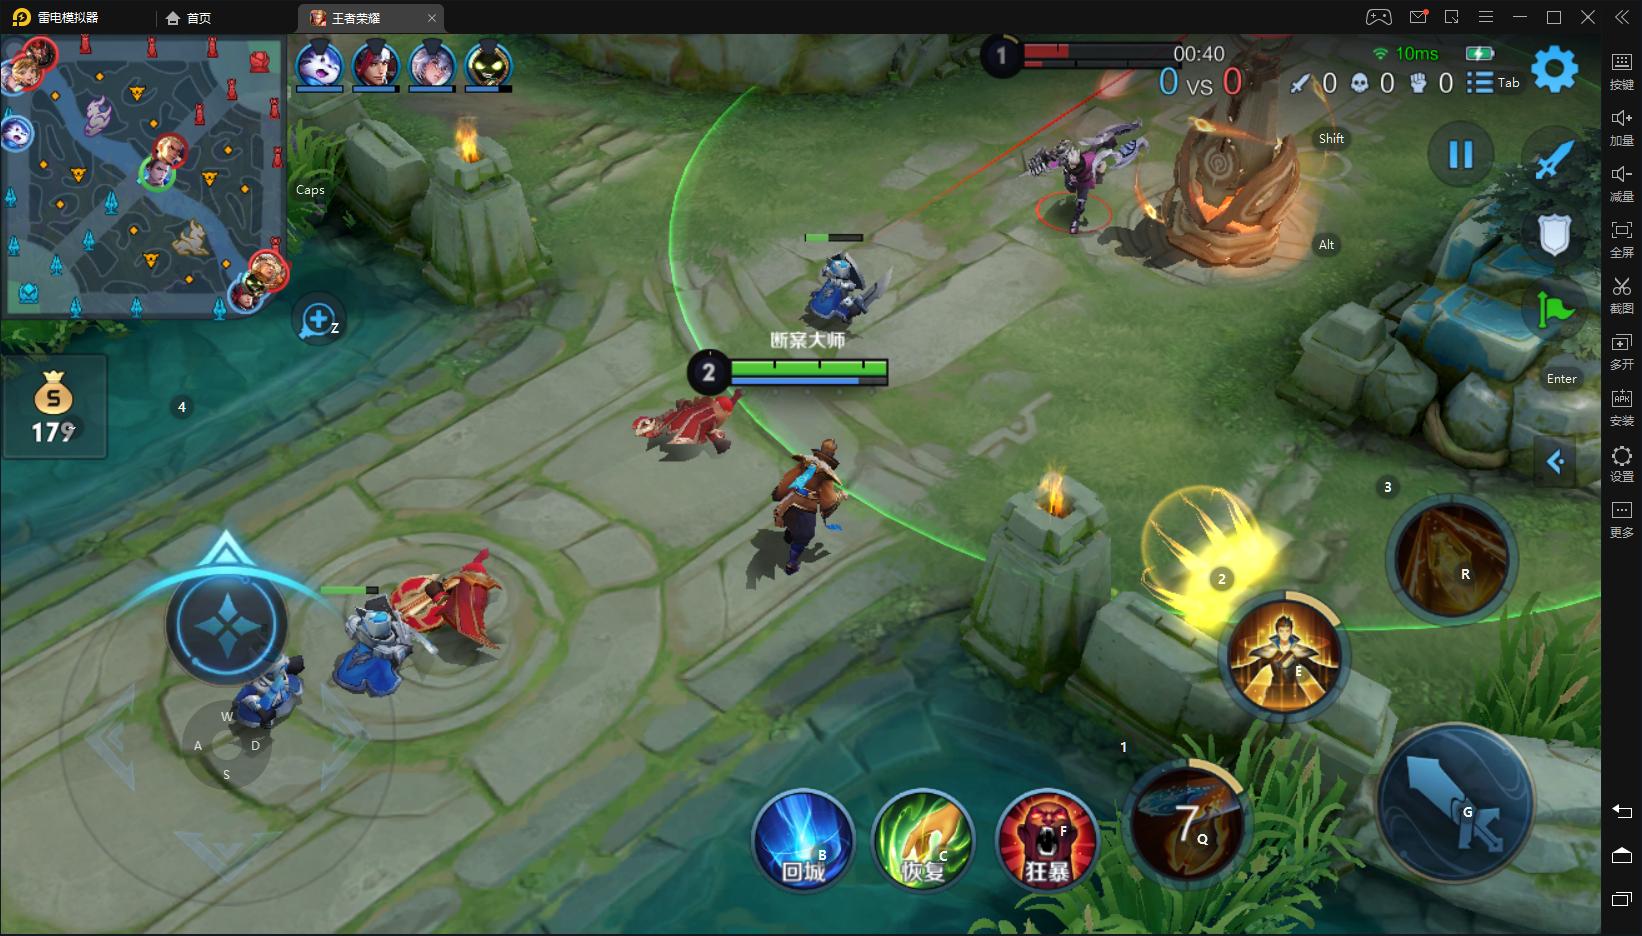 雷电模拟器
首页
王者荣耀
1
00:40
10ms
0 VS 0
0
0
0
Tab
按键
加量
减量
全屏
截图
多开
安装
设置
更多
Caps
Shift
Alt
Enter
Z
S
179
4
断案大师
2
3
R
2
E
W
A
D
S
1
G
7
Q
B
回城
C
恢复
F
狂暴
APK